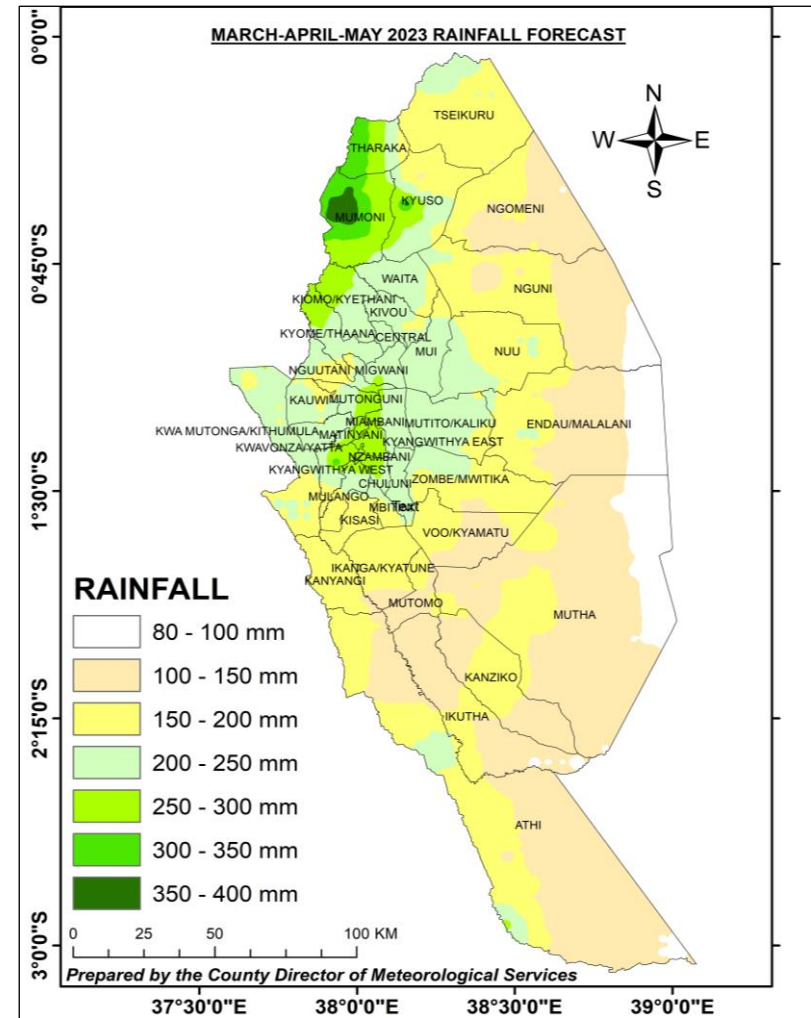 MARCH-APRIL-MAY 2023 RAINFALL FORECAST
0°0'0"
0°45'0"S
1°30'0"S
2°15'0"S
3°0'0"S
N
W E
S
TSEIKURU
THARAKA
KYUSO
NGOMENI
MUMONI
WAITA
NGUNI
KIOMO/KYETHANI
KIVOU
KYOME/THAANA
CENTRAL
MUI
NUU
NGUUTANI
MIGWANI
KAUWI
MUTONGUNI
MIAMBANI
MUTITO/KALIKU
ENDAU/MALALANI
KWA MUTONGA/KITHUMULA
MATINYANI
KYANGWITHYA EAST
KWAVONZA/YATTA
NZAMBANI
KYANGWITHYA WEST
ZOMBE/MWITIKA
CHULUNI
MULANGO
Text
KISASI
VOO/KYAMATU
IKANGA/KYATUNE
KANYANGI
MUTOMO
MUTHA
KANZIKO
IKUTHA
ATHI
RAINFALL
80 - 100 mm
100 - 150 mm
150 - 200 mm
200 - 250 mm
250 - 300 mm
300 - 350 mm
350 - 400 mm
0 25 50 100 KM
Prepared by the County Director of Meteorological Services
37°30'0"E
38°0'0"E
38°30'0"E
39°0'0"E